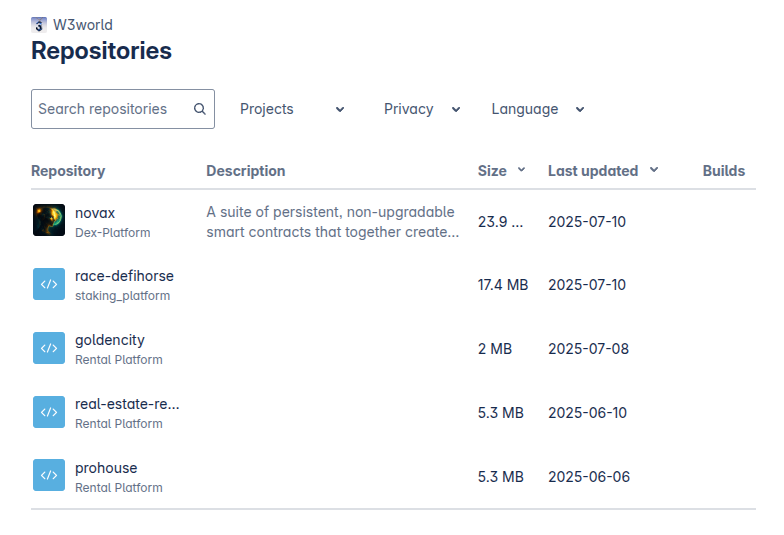 W3world
Repositories
Search repositories
Projects
Privacy
Language
Repository Description Size Last updated Builds
novax
Dex-Platform
A suite of persistent, non-upgradable
smart contracts that together create...
23.9 ...
2025-07-10
race-defihorse
staking_platform
17.4 MB
2025-07-10
goldencity
Rental Platform
2 MB
2025-07-08
real-estate-re...
Rental Platform
5.3 MB
2025-06-10
prohouse
Rental Platform
5.3 MB
2025-06-06